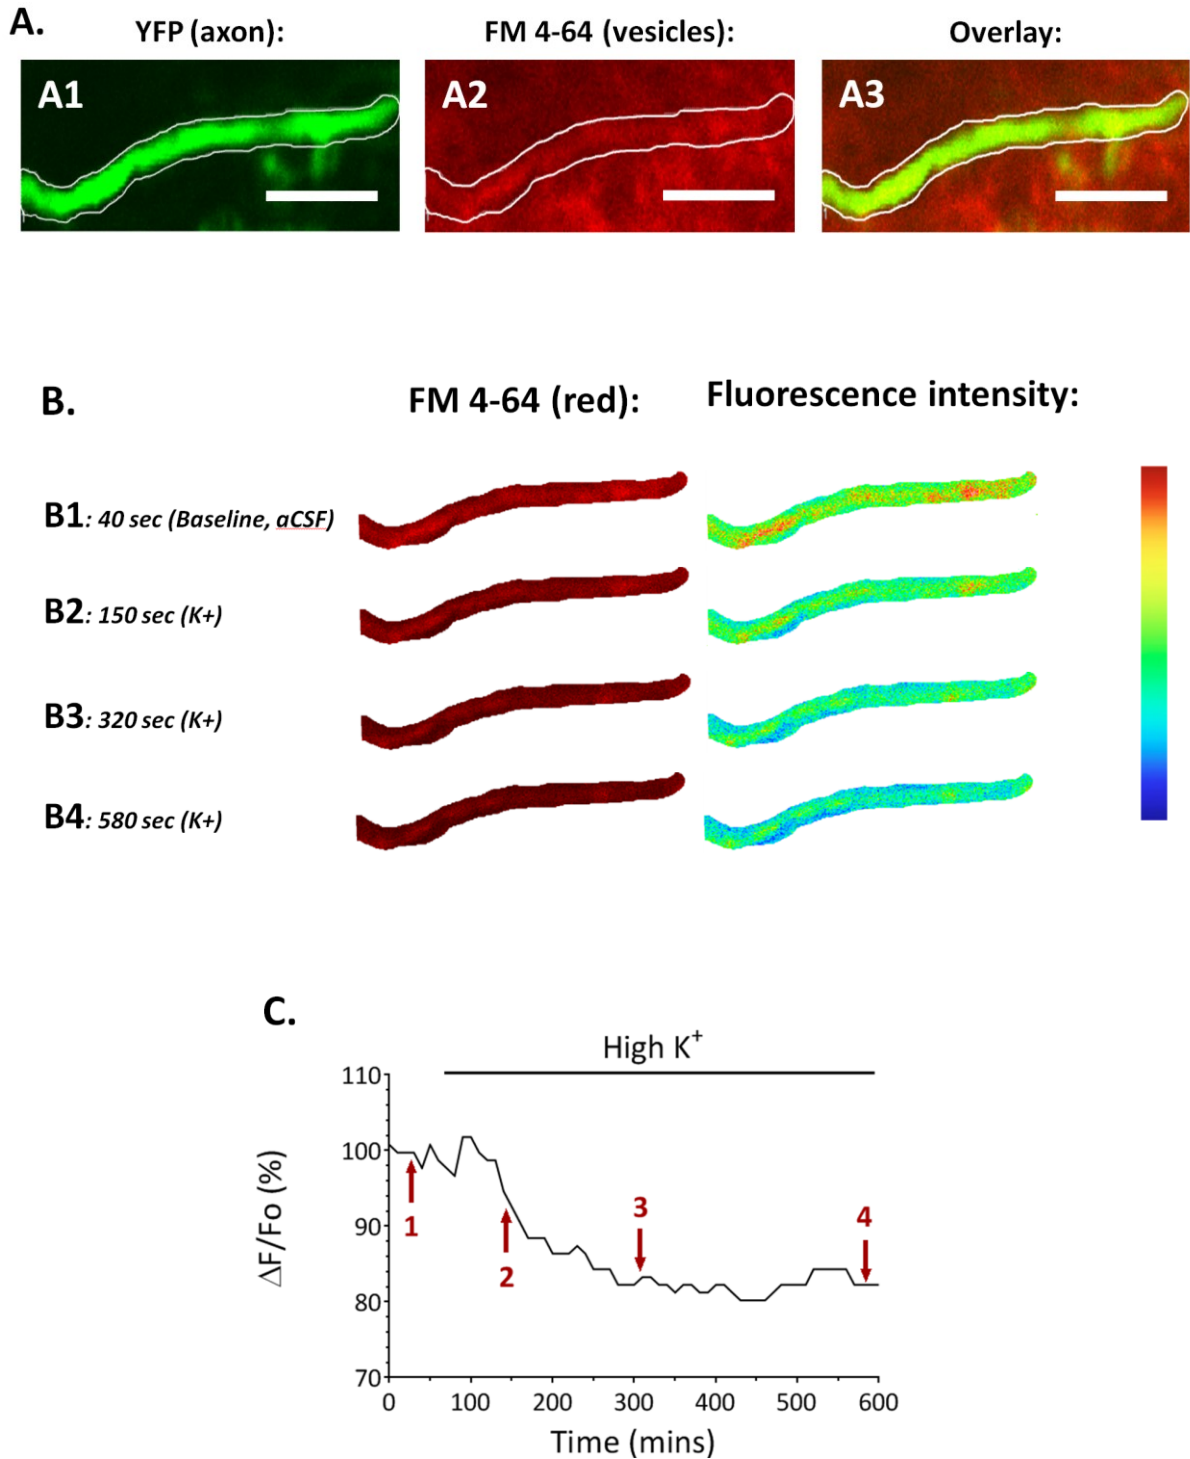 A.
YFP (axon):
FM 4-64 (vesicles):
Overlay:
A1
A2
A3
B.
FM 4-64 (red):
Fluorescence intensity:
B1: 40 sec (Baseline, aCSF)
B2: 150 sec (K+)
B3: 320 sec (K+)
B4: 580 sec (K+)
C.
High K⁺
110
100
90
80
70
ΔF/Fo (%)
1
2
3
4
0 100 200 300 400 500 600
Time (mins)